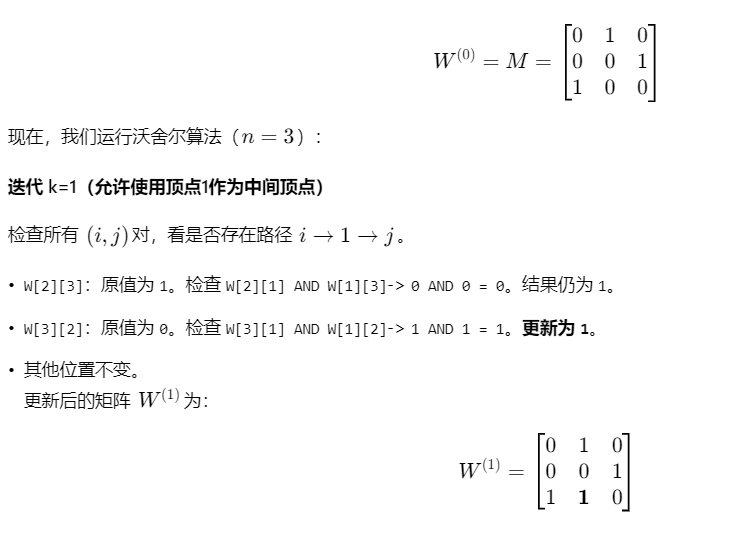 W^{(0)} = M = \begin{bmatrix} 0 & 1 & 0 \\ 0 & 0 & 1 \\ 1 & 0 & 0 \end{bmatrix}
现在，我们运行沃舍尔算法（n = 3）:
迭代 k=1（允许使用顶点1作为中间顶点）
检查所有 (i, j)对，看是否存在路径 i → 1 → j。
• W[2][3]: 原值为 1。检查 W[2][1] AND W[1][3]-> 0 AND 0 = 0。结果仍为 1。
• W[3][2]: 原值为 0。检查 W[3][1] AND W[1][2]-> 1 AND 1 = 1。更新为 1。
• 其他位置不变。
更新后的矩阵 W^{(1)} 为:
W^{(1)} = \begin{bmatrix} 0 & 1 & 0 \\ 0 & 0 & 1 \\ 1 & 1 & 0 \end{bmatrix}